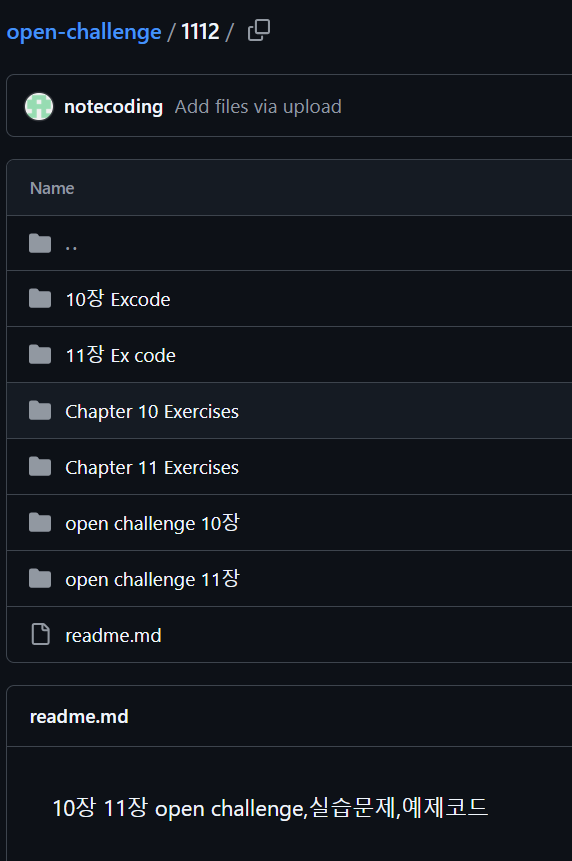 open-challenge / 1112 /
notecoding Add files via upload
Name
..
10장 Excode
11장 Ex code
Chapter 10 Exercises
Chapter 11 Exercises
open challenge 10장
open challenge 11장
readme.md
readme.md
10장 11장 open challenge,실습문제,예제코드